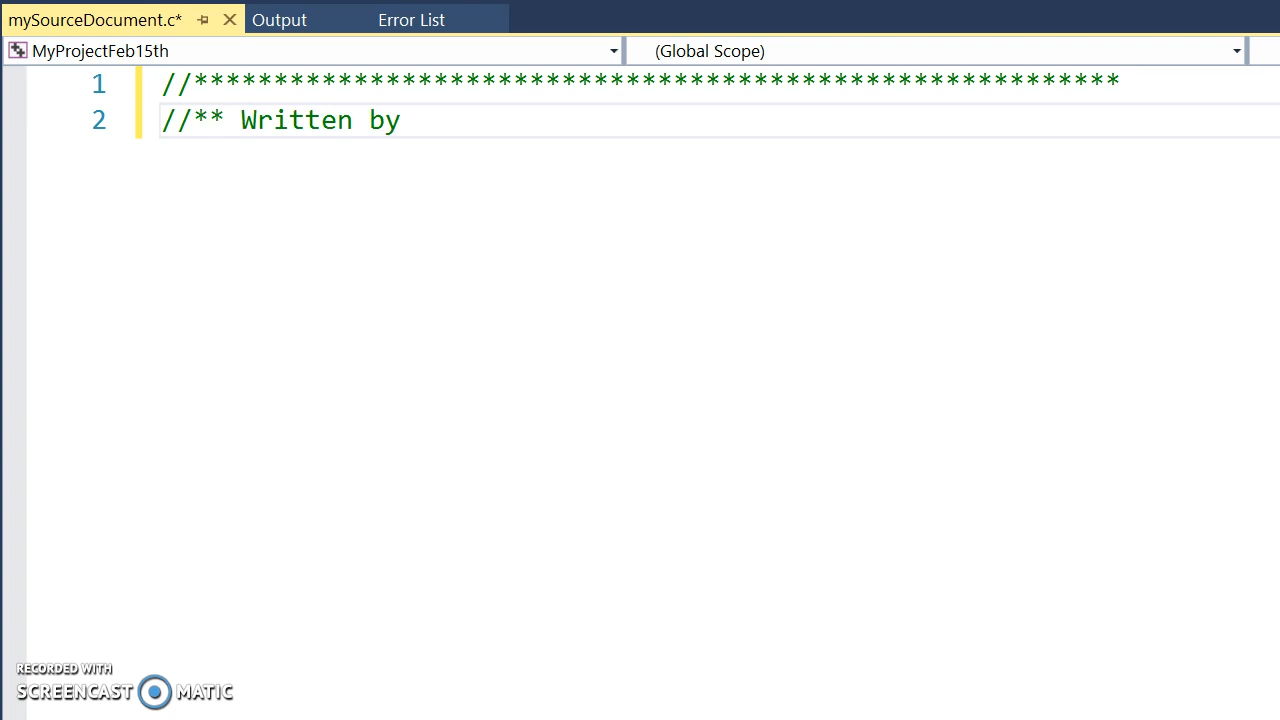 mySourceDocument.c* Output Error List
MyProjectFeb15th (Global Scope)
1 //**********************************************************
2 //** Written by
RECORDED WITH
SCREENCAST MATIC